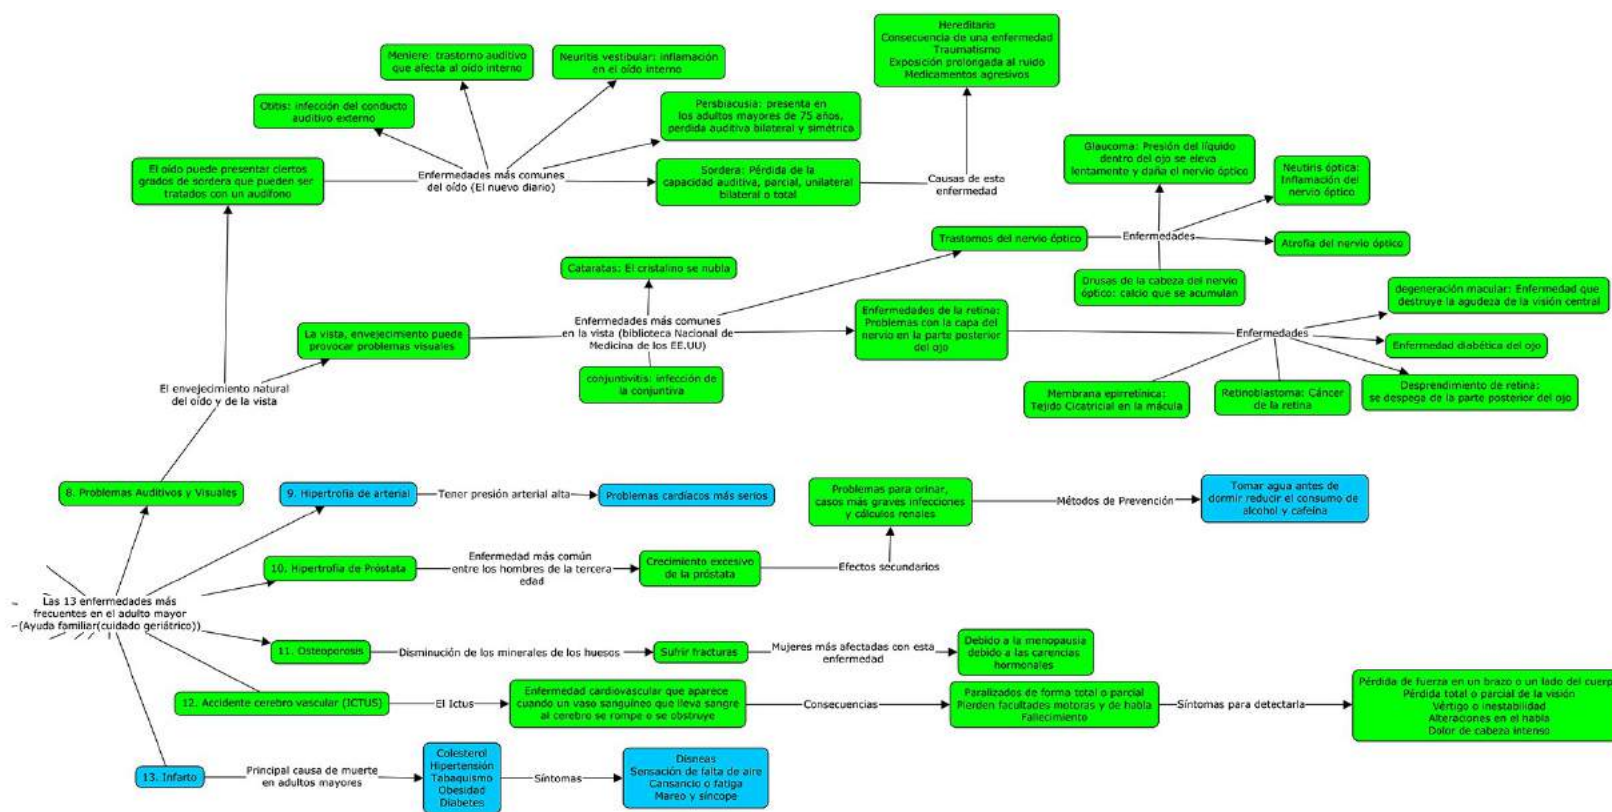 Hereditario
Consecuencia de una enfermedad
Traumatismo
Exposición prolongada al ruido
Medicamentos agresivos
Meniere: trastorno auditivo
que afecta al oído interno
Neuritis vestibular: inflamación
en el oído interno
Otitis: infección del conducto
auditivo externo
Persbiacusia: presenta en
los adultos mayores de 75 años,
perdida auditiva bilateral y simétrica
El oído puede presentar ciertos
grados de sordera que pueden ser
tratados con un audífono
Enfermedades más comunes
del oído (El nuevo diario)
Sordera: Pérdida de la
capacidad auditiva, parcial, unilateral
bilateral o total
Causas de esta
enfermedad
Glaucoma: Presión del líquido
dentro del ojo se eleva
lentamente y daña el nervio óptico
Neutiris óptica:
Inflamación del
nervio óptico
Trastornos del nervio óptico
Enfermedades
Atrofia del nervio óptico
Drusas de la cabeza del nervio
óptico: calcio que se acumulan
Cataratas: El cristalino se nubla
La vista, envejecimiento puede
provocar problemas visuales
Enfermedades más comunes
en la vista (biblioteca Nacional de
Medicina de los EE.UU)
conjuntivitis: infección de
la conjuntiva
Enfermedades de la retina:
Problemas con la capa del
nervio en la parte posterior
del ojo
Enfermedades
degeneración macular: Enfermedad que
destruye la agudeza de la visión central
Enfermedad diabética del ojo
Desprendimiento de retina:
se despega de la parte posterior del ojo
Membrana epirretínica:
Tejido Cicatricial en la mácula
Retinoblastoma: Cáncer
de la retina
El envejecimiento natural
del oído y de la vista
8. Problemas Auditivos y Visuales
9. Hipertrofia de arterial
Tener presión arterial alta
Problemas cardíacos más serios
Problemas para orinar,
casos más graves infecciones
y cálculos renales
Métodos de Prevención
Tomar agua antes de
dormir reducir el consumo de
alcohol y cafeína
10. Hipertrofia de Próstata
Enfermedad más común
entre los hombres de la tercera
edad
Crecimiento excesivo
de la próstata
Efectos secundarios
Las 13 enfermedades más
frecuentes en el adulto mayor
(Ayuda familiar(cuidado geriátrico))
11. Osteoporosis
Disminución de los minerales de los huesos
Sufrir fracturas
Mujeres más afectadas con esta
enfermedad
Debido a la menopausia
debido a las carencias
hormonales
12. Accidente cerebro vascular (ICTUS)
El Ictus
Enfermedad cardiovascular que aparece
cuando un vaso sanguíneo que lleva sangre
al cerebro se rompe o se obstruye
Consecuencias
Paralizados de forma total o parcial
Pierden facultades motoras y de habla
Fallecimiento
Síntomas para detectarla
Pérdida de fuerza en un brazo o un lado del cuerp
Pérdida total o parcial de la visión
Vértigo o inestabilidad
Alteraciones en el habla
Dolor de cabeza intenso
13. Infarto
Principal causa de muerte
en adultos mayores
Colesterol
Hipertensión
Tabaquismo
Obesidad
Diabetes
Síntomas
Disneas
Sensación de falta de aire
Cansancio o fatiga
Mareo y síncope